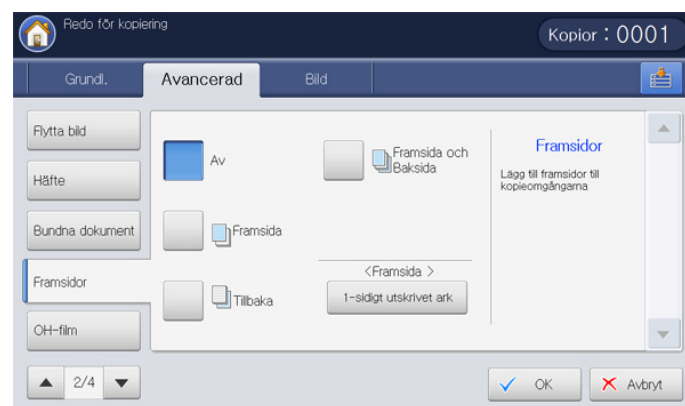 Redo för kopiering
Kopior : 0001
Grundl.
Avancerad
Bild
Flytta bild
Häfte
Bundna dokument
Framsidor
OH-film
2/4
Av
Framsida
Tillbaka
Framsida och
Baksida
<Framsida >
1-sidigt utskrivet ark
Framsidor
Lägg till framsidor till
kopieomgångarna
OK
Avbryt